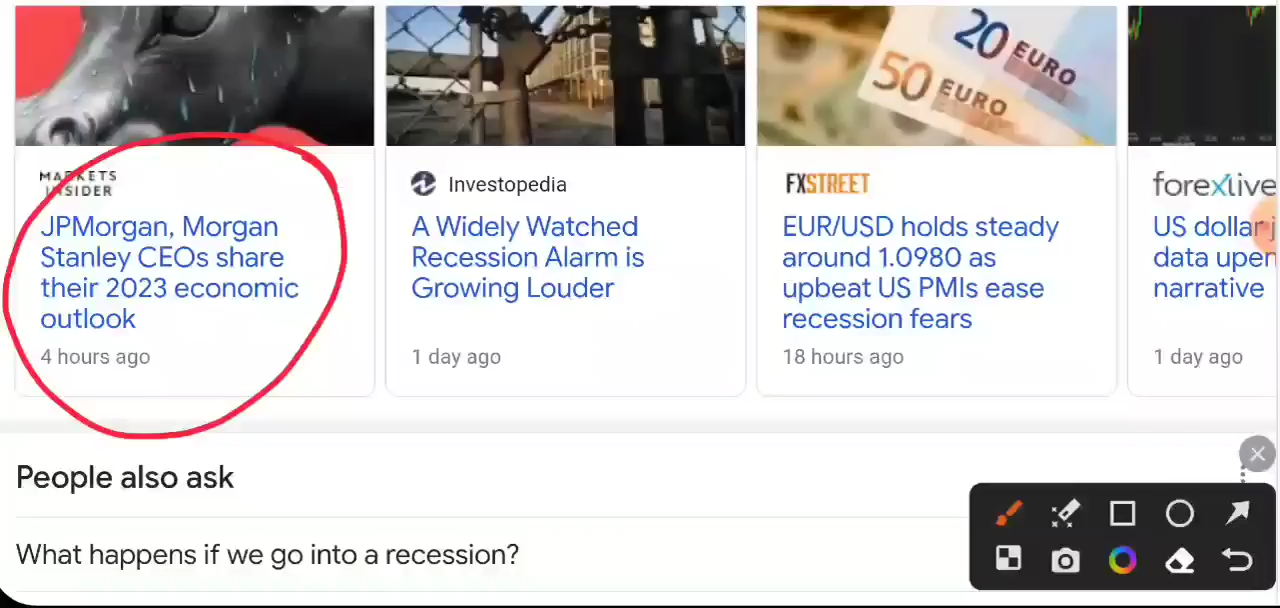 20 EURO
50 EURO
MARKETS
INSIDER
JPMorgan, Morgan
Stanley CEOs share
their 2023 economic
outlook
4 hours ago
Investopedia
A Widely Watched
Recession Alarm is
Growing Louder
1 day ago
FXSTREET
EUR/USD holds steady
around 1.0980 as
upbeat US PMIs ease
recession fears
18 hours ago
forexlive
US dollar j
data upen
narrative
1 day ago
People also ask
What happens if we go into a recession?